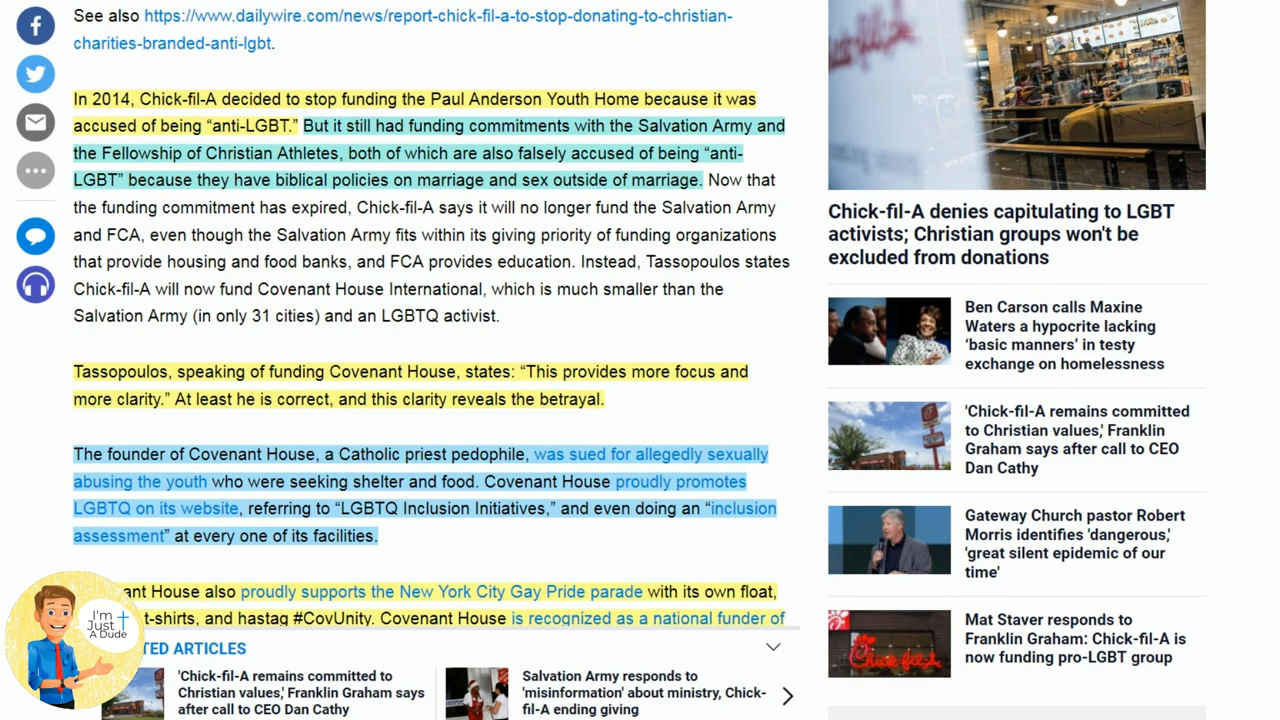 See also https://www.dailywire.com/news/report-chick-fil-a-to-stop-donating-to-christian-
charities-branded-anti-lgbt.
In 2014, Chick-fil-A decided to stop funding the Paul Anderson Youth Home because it was
accused of being “anti-LGBT.” But it still had funding commitments with the Salvation Army and
the Fellowship of Christian Athletes, both of which are also falsely accused of being “anti-
LGBT” because they have biblical policies on marriage and sex outside of marriage. Now that
the funding commitment has expired, Chick-fil-A says it will no longer fund the Salvation Army
and FCA, even though the Salvation Army fits within its giving priority of funding organizations
that provide housing and food banks, and FCA provides education. Instead, Tassopoulos states
Chick-fil-A will now fund Covenant House International, which is much smaller than the
Salvation Army (in only 31 cities) and an LGBTQ activist.
Tassopoulos, speaking of funding Covenant House, states: “This provides more focus and
more clarity.” At least he is correct, and this clarity reveals the betrayal.
The founder of Covenant House, a Catholic priest pedophile, was sued for allegedly sexually
abusing the youth who were seeking shelter and food. Covenant House proudly promotes
LGBTQ on its website, referring to “LGBTQ Inclusion Initiatives,” and even doing an “inclusion
assessment” at every one of its facilities.
ant House also proudly supports the New York City Gay Pride parade with its own float,
t-shirts, and hastag #CovUnity. Covenant House is recognized as a national funder of
TED ARTICLES
'Chick-fil-A remains committed to
Christian values,' Franklin Graham says
after call to CEO Dan Cathy
Salvation Army responds to
'misinformation' about ministry, Chick-
fil-A ending giving
I'm
Just
A Dude
Chick-fil-A denies capitulating to LGBT
activists; Christian groups won't be
excluded from donations
Ben Carson calls Maxine
Waters a hypocrite lacking
‘basic manners’ in testy
exchange on homelessness
'Chick-fil-A remains committed
to Christian values,' Franklin
Graham says after call to CEO
Dan Cathy
Gateway Church pastor Robert
Morris identifies 'dangerous,'
'great silent epidemic of our
time'
Chick-fil-A
Mat Staver responds to
Franklin Graham: Chick-fil-A is
now funding pro-LGBT group